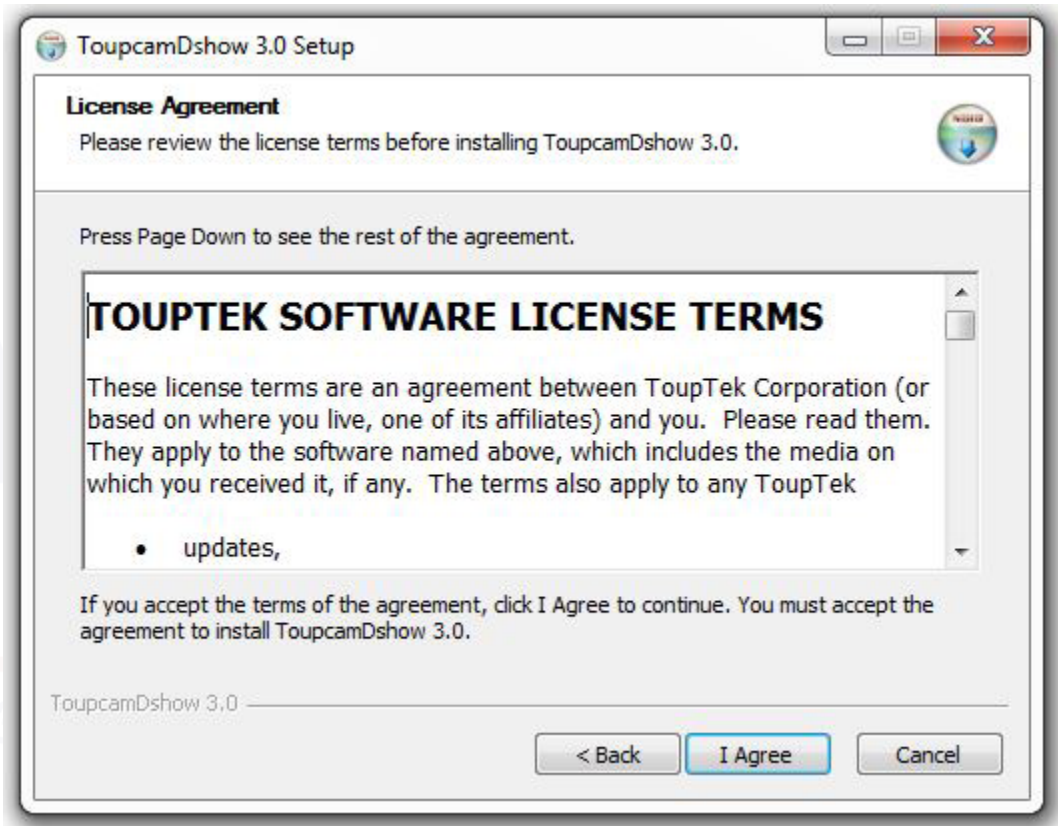 ToupcamDshow 3.0 Setup
License Agreement
Please review the license terms before installing ToupcamDshow 3.0.
Press Page Down to see the rest of the agreement.
TOUPTEK SOFTWARE LICENSE TERMS
These license terms are an agreement between ToupTek Corporation (or
based on where you live, one of its affiliates) and you.  Please read them.
They apply to the software named above, which includes the media on
which you received it, if any.  The terms also apply to any ToupTek
• updates,
If you accept the terms of the agreement, click I Agree to continue. You must accept the
agreement to install ToupcamDshow 3.0.
ToupcamDshow 3.0
< Back
I Agree
Cancel